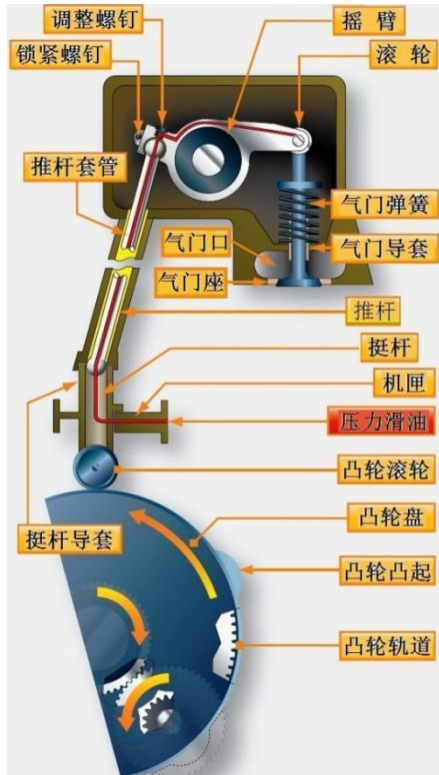 调整螺钉
摇臂
锁紧螺钉
滚轮
推杆套管
气门弹簧
气门口
气门导套
气门座
推杆
挺杆
机匣
压力滑油
凸轮滚轮
凸轮盘
挺杆导套
凸轮凸起
凸轮轨道